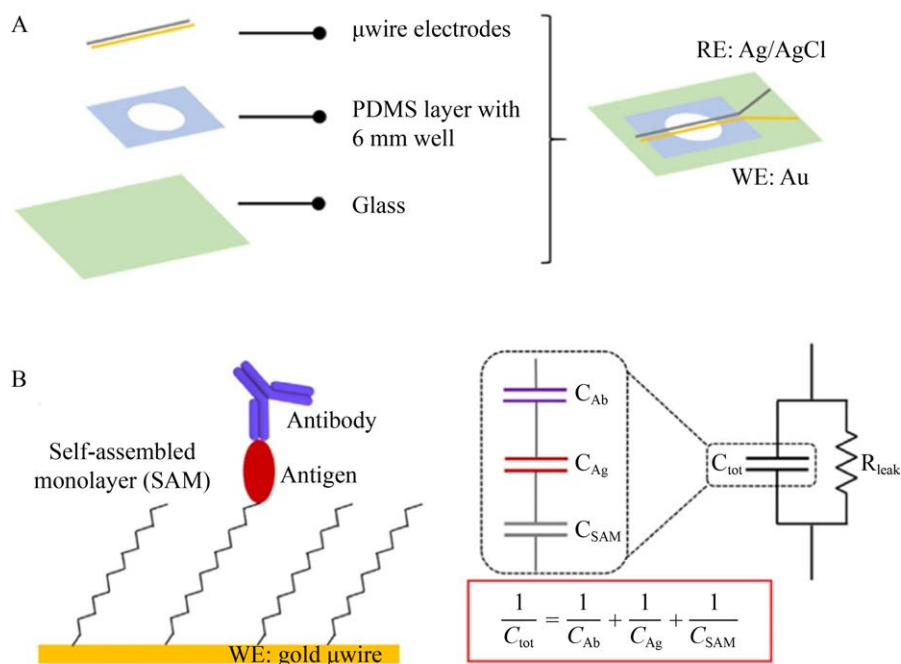 A
μwire electrodes
PDMS layer with
6 mm well
Glass
RE: Ag/AgCl
WE: Au
B
Self-assembled
monolayer (SAM)
Antibody
Antigen
WE: gold μwire
C_Ab
C_Ag
C_SAM
C_tot
R_leak
1/C_tot = 1/C_Ab + 1/C_Ag + 1/C_SAM